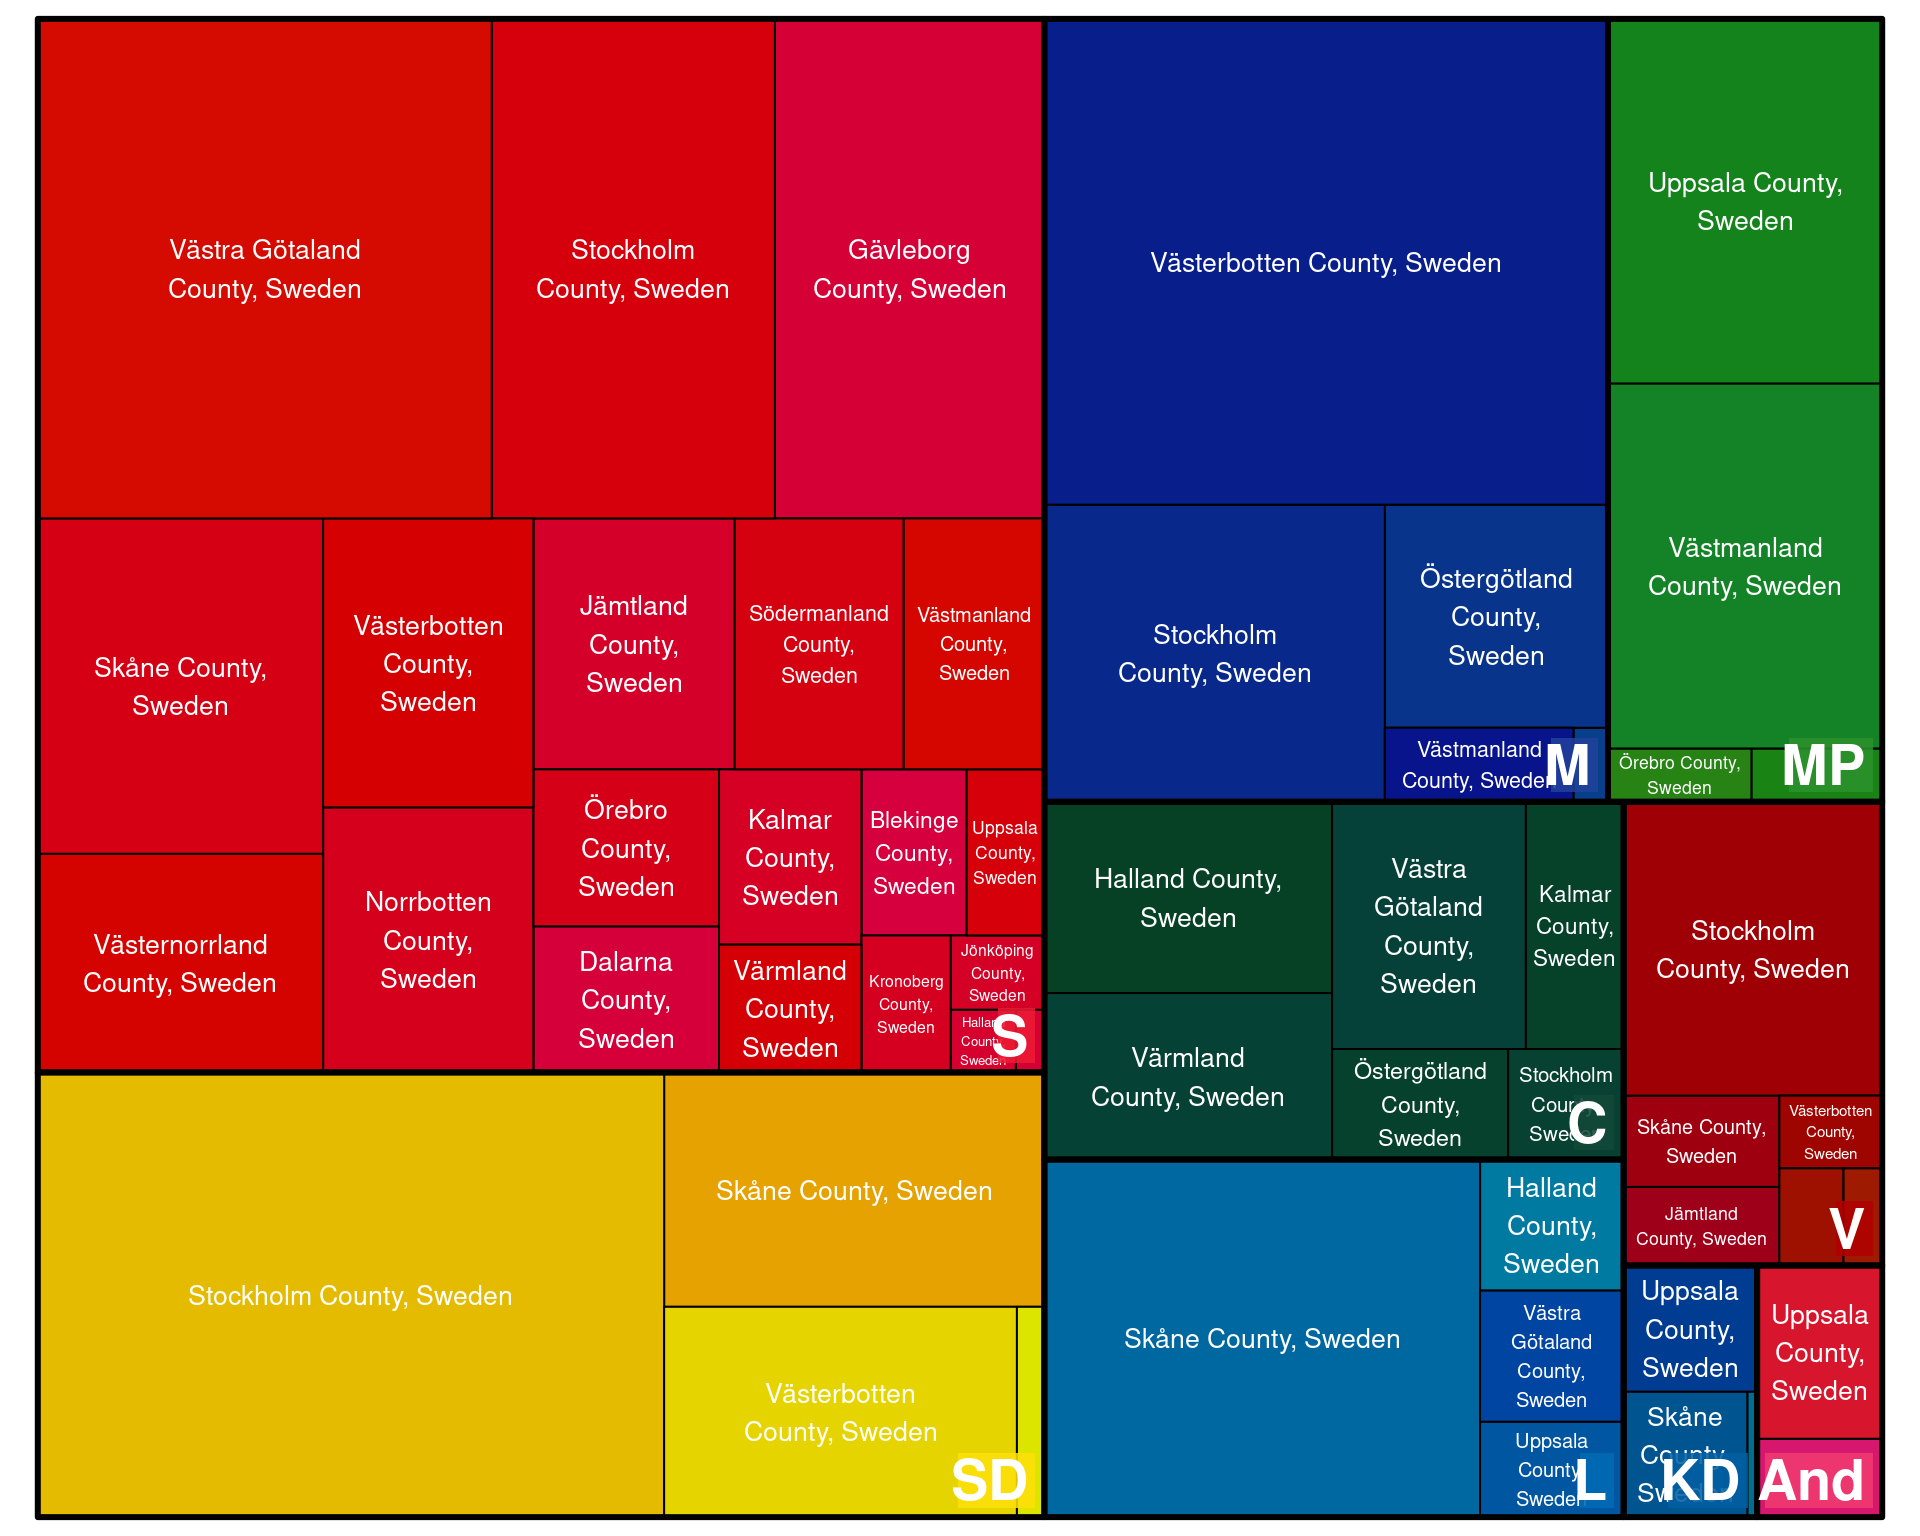 Västra Götaland
County, Sweden
Stockholm
County, Sweden
Gävleborg
County, Sweden
Skåne County,
Sweden
Västerbotten
County,
Sweden
Jämtland
County,
Sweden
Södermanland
County,
Sweden
Västmanland
County,
Sweden
Västernorrland
County, Sweden
Norrbotten
County,
Sweden
Örebro
County,
Sweden
Dalarna
County,
Sweden
Kalmar
County,
Sweden
Värmland
County,
Sweden
Blekinge
County,
Sweden
Uppsala
County,
Sweden
Kronoberg
County,
Sweden
Jönköping
County,
Sweden
Halland
County,
Sweden
S
Stockholm County, Sweden
Skåne County, Sweden
Västerbotten
County, Sweden
SD
Västerbotten County, Sweden
Stockholm
County, Sweden
Östergötland
County,
Sweden
Västmanland
County, Sweden
M
Uppsala County,
Sweden
Västmanland
County, Sweden
Örebro County,
Sweden
MP
Halland County,
Sweden
Värmland
County, Sweden
Västra
Götaland
County,
Sweden
Kalmar
County,
Sweden
Östergötland
County,
Sweden
Stockholm
County,
Sweden
C
Stockholm
County, Sweden
Skåne County,
Sweden
Västerbotten
County,
Sweden
Jämtland
County, Sweden
V
Skåne County, Sweden
Halland
County,
Sweden
Västra
Götaland
County,
Sweden
Uppsala
County,
Sweden
L
Uppsala
County,
Sweden
Skåne
County,
Sweden
KD
Uppsala
County,
Sweden
And